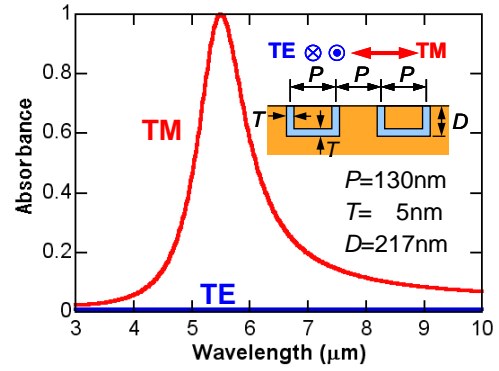 1
0.8
0.6
0.4
0.2
0
3 4 5 6 7 8 9 10
Absorbance
Wavelength (μm)
TM
TE
TE TM
P P P
T D
T
P=130nm
T= 5nm
D=217nm